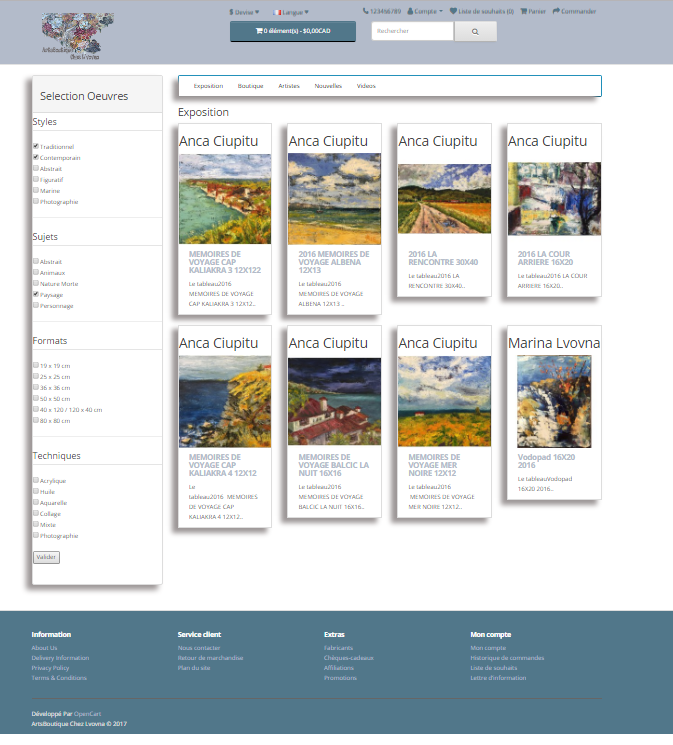 $ Devise
Langue
123456789
Compte
Liste de souhaits (0)
Panier
Commander
ArtsBoutique
Chez Lvovna
0 élément(s) - $0,00CAD
Rechercher
Selection Oeuvres
Styles
Traditionnel
Contemporain
Abstrait
Figuratif
Marine
Photographie
Sujets
Abstrait
Animaux
Nature Morte
Paysage
Personnage
Formats
19 x 19 cm
25 x 25 cm
36 x 36 cm
50 x 50 cm
40 x 120 / 120 x 40 cm
80 x 80 cm
Techniques
Acrylique
Huile
Aquarelle
Collage
Mixte
Photographie
Valider
Exposition
Boutique
Artistes
Nouvelles
Videos
Exposition
Anca Ciupitu
MEMOIRES DE
VOYAGE CAP
KALIAKRA 3 12X122
Le tableau2016
MEMOIRES DE VOYAGE
CAP KALIAKRA 3 12X12..
Anca Ciupitu
2016 MEMOIRES DE
VOYAGE ALBENA
12X13
Le tableau2016
MEMOIRES DE VOYAGE
ALBENA 12X13 ..
Anca Ciupitu
2016 LA
RENCONTRE 30X40
Le tableau2016 LA
RENCONTRE 30X40..
Anca Ciupitu
2016 LA COUR
ARRIERE 16X20
Le tableau2016 LA COUR
ARRIERE 16X20..
Anca Ciupitu
MEMOIRES DE
VOYAGE CAP
KALIAKRA 4 12X12
Le
tableau2016 MEMOIRES
DE VOYAGE CAP
KALIAKRA 4 12X12..
Anca Ciupitu
MEMOIRES DE
VOYAGE BALCIC LA
NUIT 16X16
Le tableau2016
MEMOIRES DE VOYAGE
BALCIC LA NUIT 16X16..
Anca Ciupitu
MEMOIRES DE
VOYAGE MER
NOIRE 12X12
Le tableau2016
MEMOIRES DE VOYAGE
MER NOIRE 12X12..
Marina Lvovna
Vodopad 16X20
2016
Le tableauVodopad
16X20 2016..
Information
About Us
Delivery Information
Privacy Policy
Terms & Conditions
Service client
Nous contacter
Retour de marchandise
Plan du site
Extras
Fabricants
Chèques-cadeaux
Affiliations
Promotions
Mon compte
Mon compte
Historique de commandes
Liste de souhaits
Lettre d'information
Développé Par OpenCart
ArtsBoutique Chez Lvovna © 2017